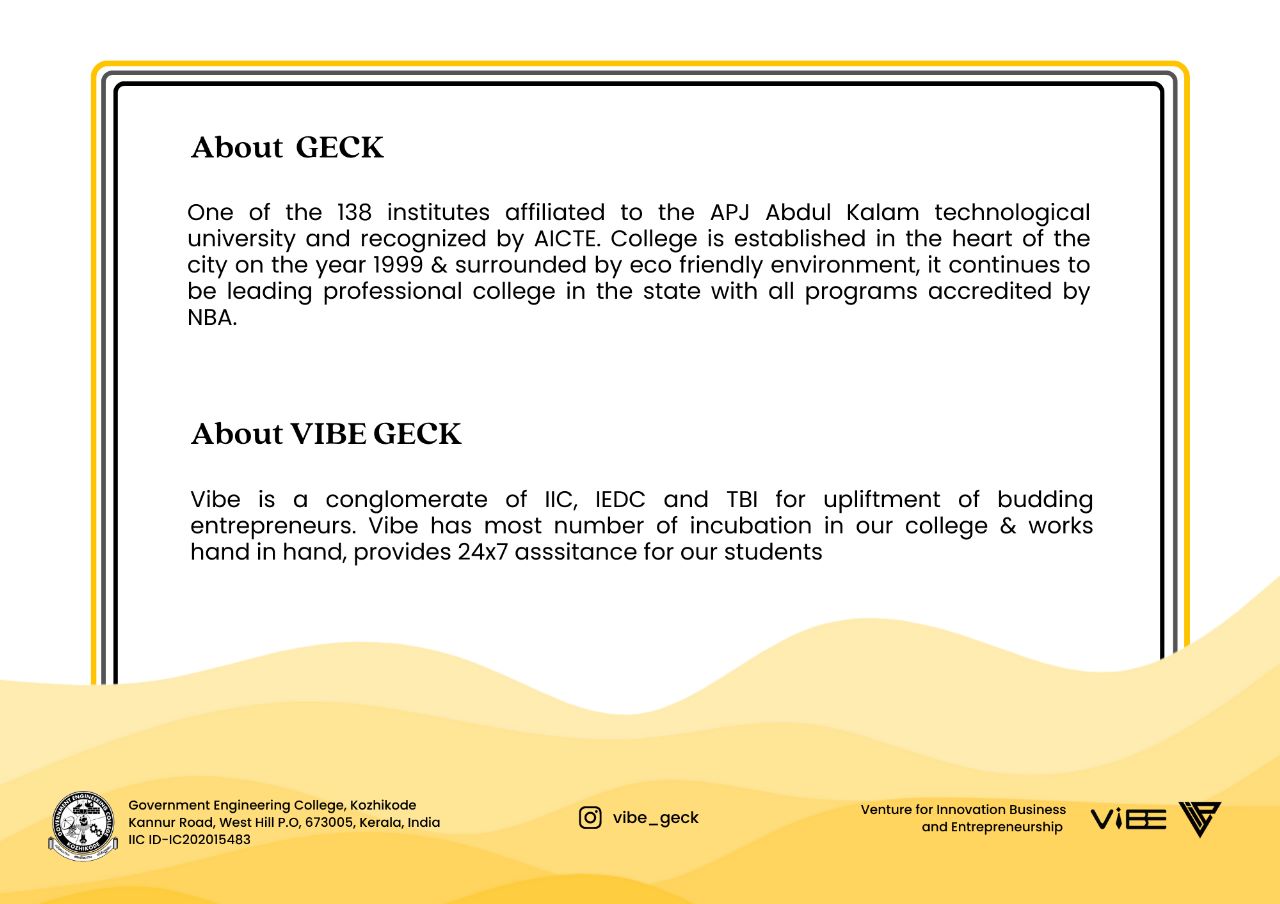 About GECK
One of the 138 institutes affiliated to the APJ Abdul Kalam technological
university and recognized by AICTE. College is established in the heart of the
city on the year 1999 & surrounded by eco friendly environment, it continues to
be leading professional college in the state with all programs accredited by
NBA.
About VIBE GECK
Vibe is a conglomerate of IIC, IEDC and TBI for upliftment of budding
entrepreneurs. Vibe has most number of incubation in our college & works
hand in hand, provides 24x7 asssitance for our students
GOVERNMENT ENGINEERING COLLEGE
KOZHIKODE
Government Engineering College, Kozhikode
Kannur Road, West Hill P.O, 673005, Kerala, India
IIC ID-IC202015483
vibe_geck
Venture for Innovation Business
and Entrepreneurship
ViBE